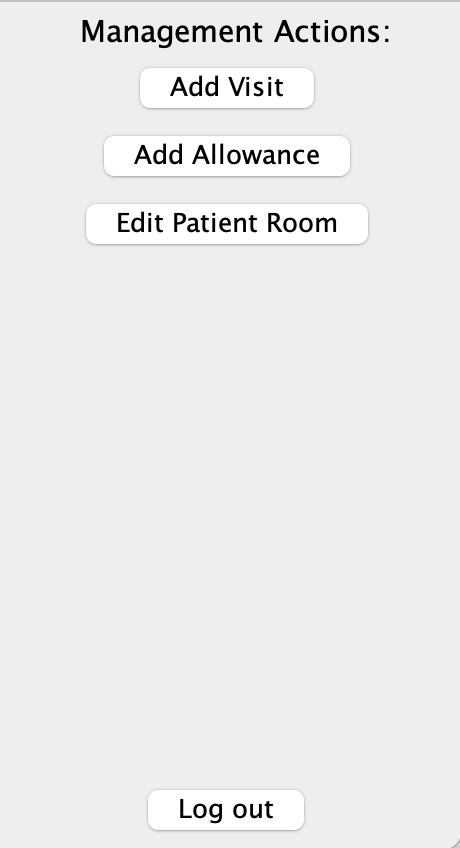 Management Actions:
Add Visit
Add Allowance
Edit Patient Room
Log out